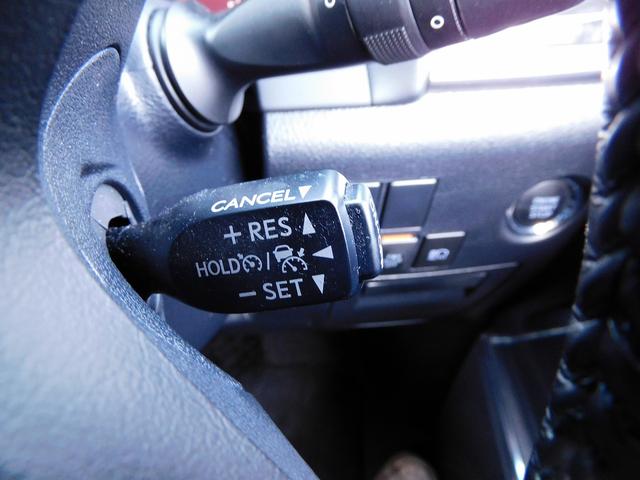 CANCEL▼
+ RES ▲
HOLD / ◀
− SET ▼